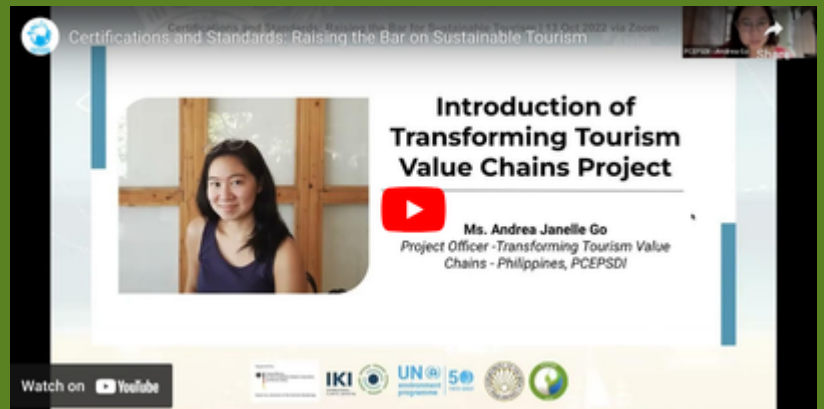 Certifications and Standards: Raising the Bar for Sustainable Tourism | 13 Oct 2022 via Zoom
Certifications and Standards: Raising the Bar on Sustainable Tourism
Share
Introduction of
Transforming Tourism
Value Chains Project
Ms. Andrea Janelle Go
Project Officer -Transforming Tourism Value
Chains - Philippines, PCEPSDI
Watch on YouTube
IKI
UN
environment
programme
50